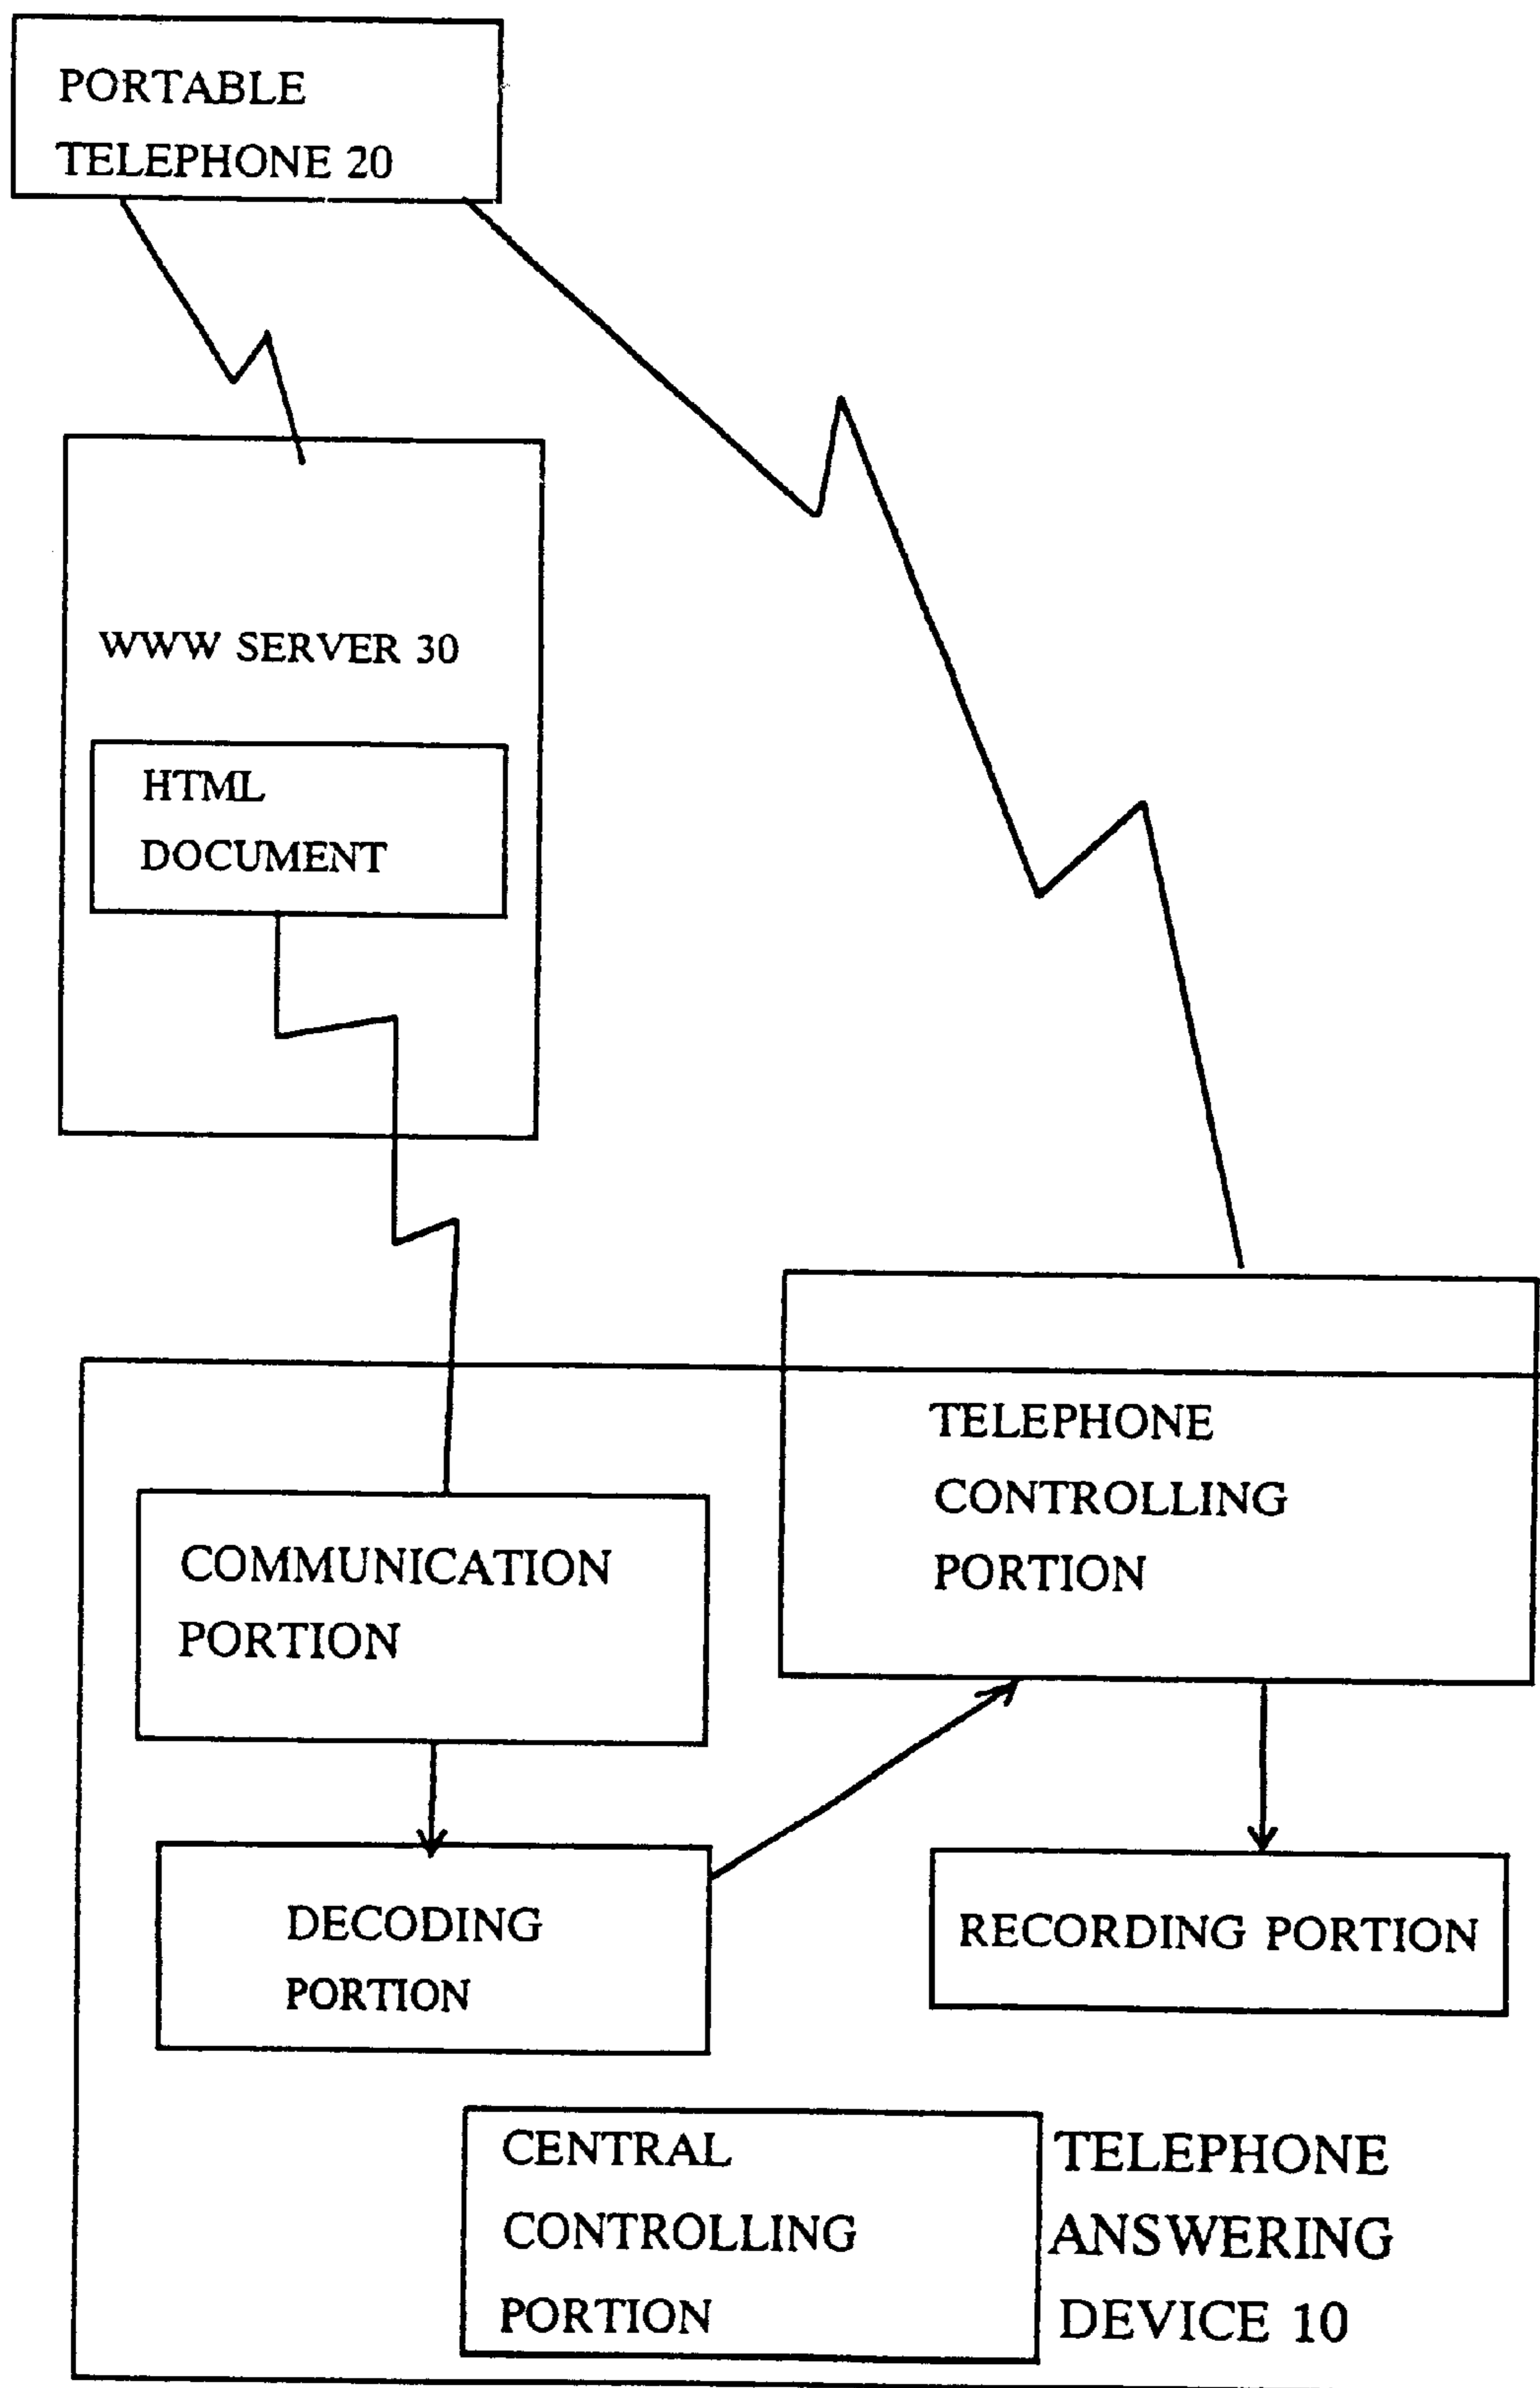 PORTABLE
TELEPHONE 20
WWW SERVER 30
HTML
DOCUMENT
TELEPHONE
CONTROLLING
PORTION
COMMUNICATION
PORTION
DECODING
PORTION
RECORDING PORTION
CENTRAL
CONTROLLING
PORTION
TELEPHONE
ANSWERING
DEVICE 10